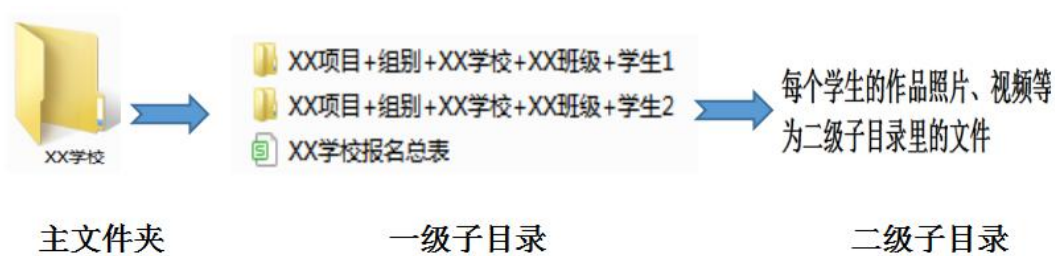 XX学校
XX项目+组别+XX学校+XX班级+学生1
XX项目+组别+XX学校+XX班级+学生2
XX学校报名总表
每个学生的作品照片、视频等
为二级子目录里的文件
主文件夹
一级子目录
二级子目录